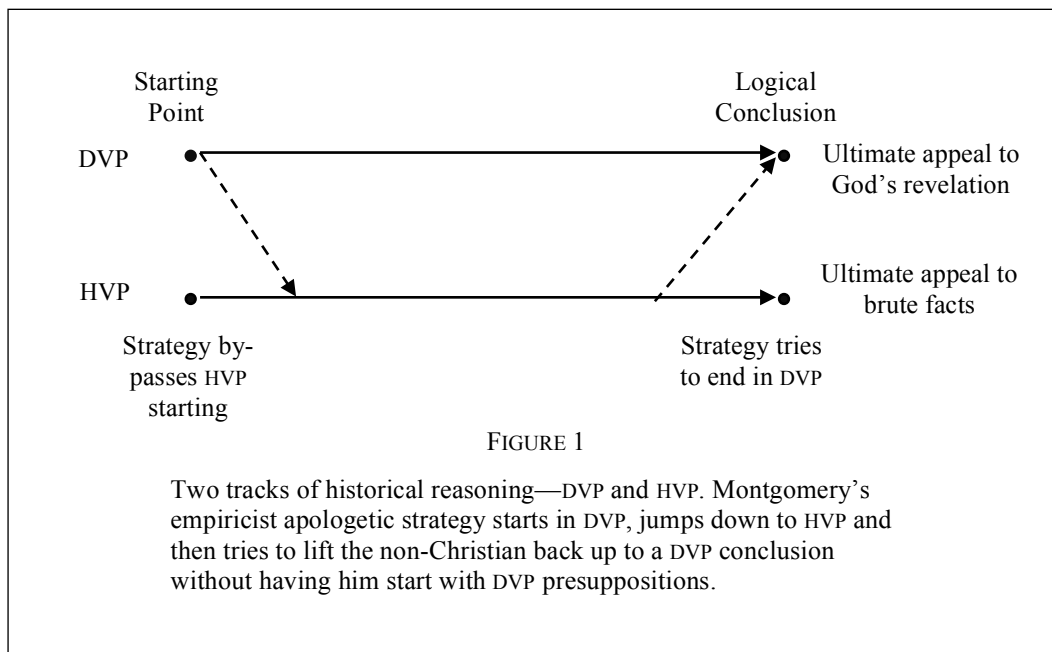 Starting
Point
Logical
Conclusion
DVP
Ultimate appeal to
God’s revelation
HVP
Ultimate appeal to
brute facts
Strategy by-
passes HVP
starting
Strategy tries
to end in DVP
FIGURE 1
Two tracks of historical reasoning—DVP and HVP. Montgomery’s
empiricist apologetic strategy starts in DVP, jumps down to HVP and
then tries to lift the non-Christian back up to a DVP conclusion
without having him start with DVP presuppositions.